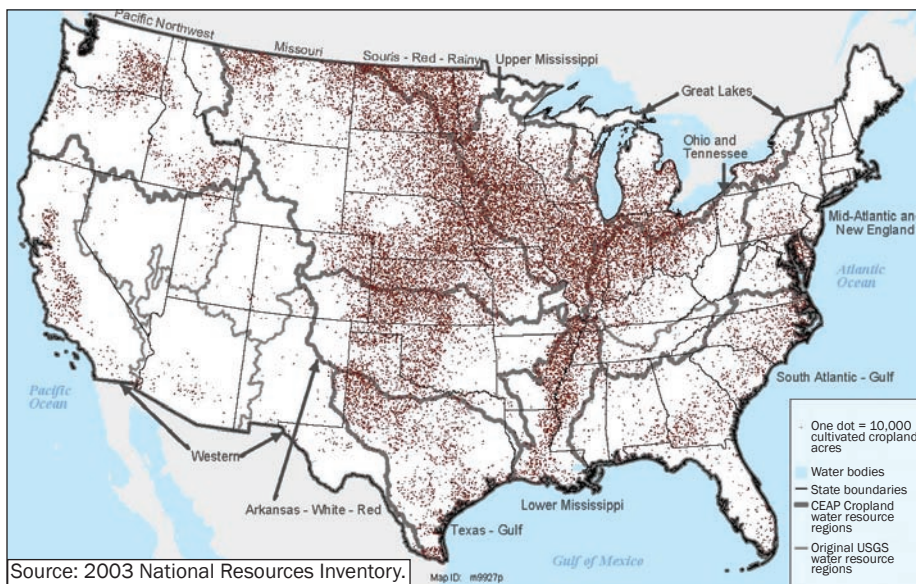 Pacific Northwest
Missouri
Souris - Red - Rainy
Upper Mississippi
Great Lakes
Ohio and
Tennessee
Mid-Atlantic an
New England
Atlantic
Ocean
South Atlantic - Gulf
Pacific
Ocean
Western
Arkansas - White - Red
Texas - Gulf
Lower Mississippi
Gulf of Mexico
One dot = 10,000
cultivated cropland
acres
Water bodies
State boundaries
CEAP Cropland
water resource
regions
Original USGS
water resource
regions
Source: 2003 National Resources Inventory.
Map ID: m9927p